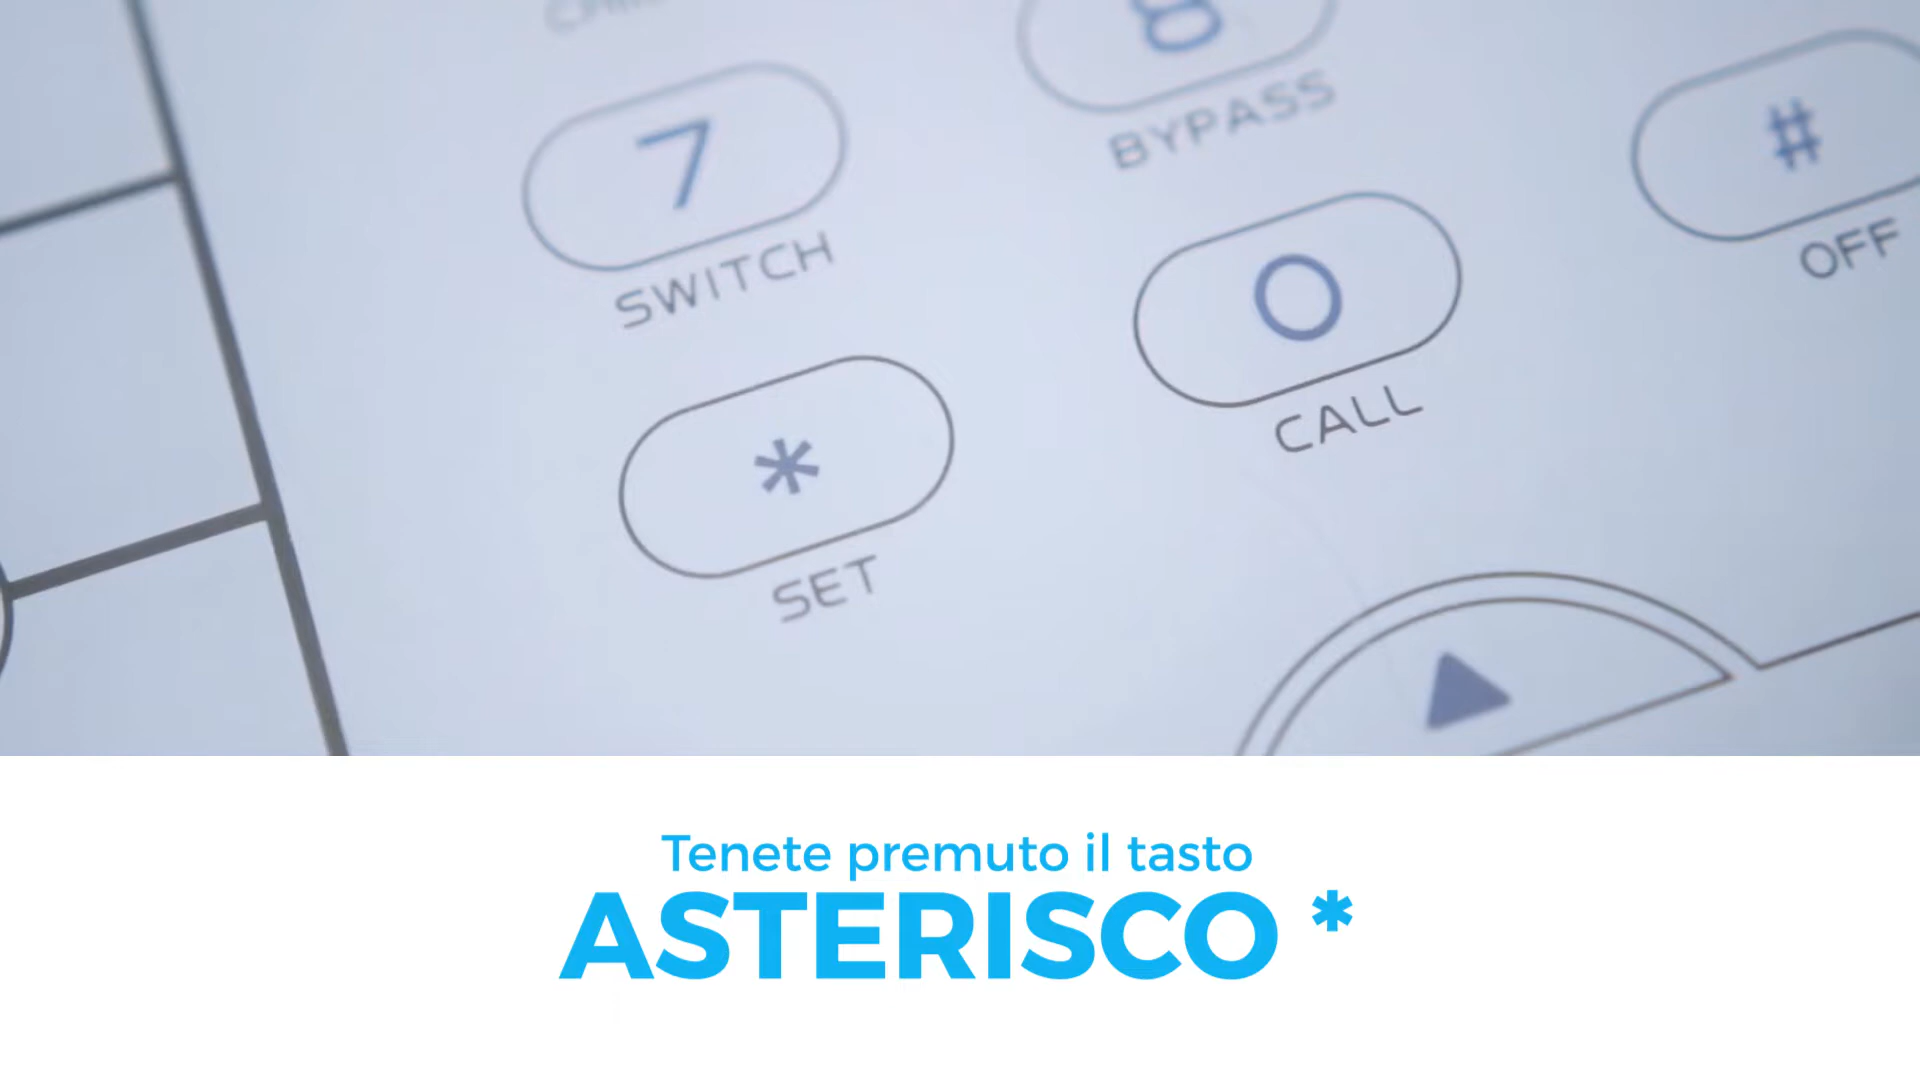 8
BYPASS
7
SWITCH
#
OFF
0
CALL
*
SET
Tenete premuto il tasto
ASTERISCO *